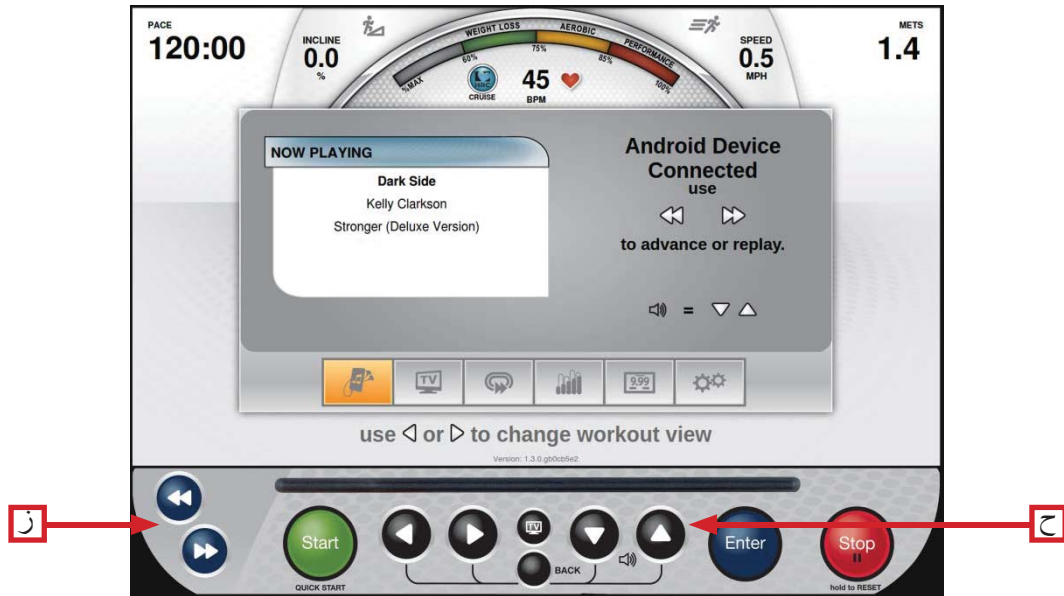 PACE
120:00
INCLINE
0.0
%
WEIGHT LOSS
AEROBIC
PERFORMANCE
%MAX
60%
75%
85%
100%
HRC
CRUISE
45
BPM
SPEED
0.5
MPH
METS
1.4
NOW PLAYING
Dark Side
Kelly Clarkson
Stronger (Deluxe Version)
Android Device
Connected
use
to advance or replay.
=
TV
9.99
use ◁ or ▷ to change workout view
Version: 1.3.0.gb0cb5e2
ز
ح
Start
QUICK START
TV
BACK
Enter
Stop
hold to RESET